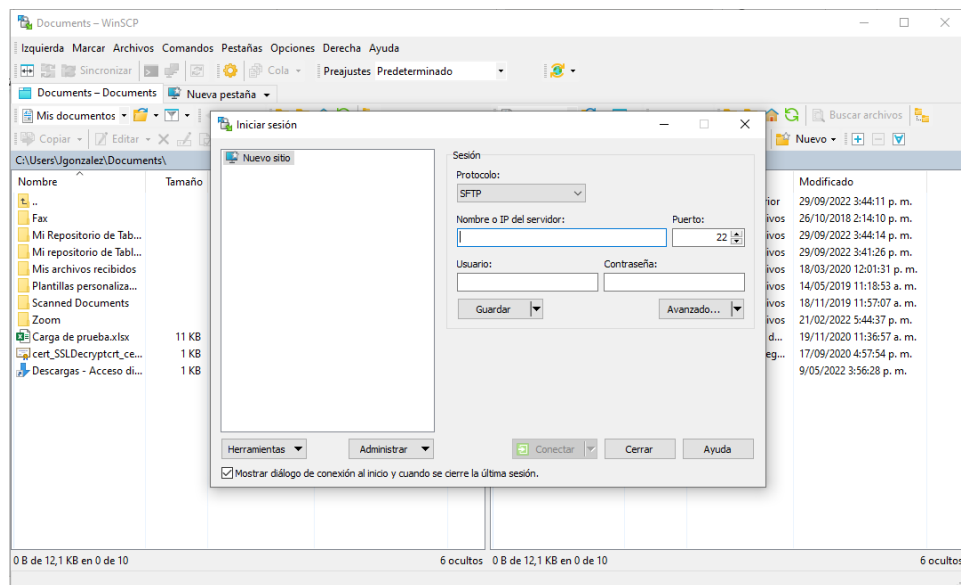 Documents – WinSCP
Izquierda Marcar Archivos Comandos Pestañas Opciones Derecha Ayuda
Sincronizar Cola Preajustes Predeterminado
Documents – Documents Nueva pestaña
Mis documentos Buscar archivos
Copiar Editar Nuevo
C:\Users\Jgonzalez\Documents\
Nombre Tamaño Modificado
.. ior 29/09/2022 3:44:11 p. m.
Fax ivos 26/10/2018 2:14:10 p. m.
Mi Repositorio de Tab... ivos 29/09/2022 3:44:14 p. m.
Mi repositorio de Tabl... ivos 29/09/2022 3:41:26 p. m.
Mis archivos recibidos ivos 18/03/2020 12:01:31 p. m.
Plantillas personaliza... ivos 14/05/2019 11:18:53 a. m.
Scanned Documents ivos 18/11/2019 11:57:07 a. m.
Zoom ivos 21/02/2022 5:44:37 p. m.
Carga de prueba.xlsx 11 KB d... 19/11/2020 11:36:57 a. m.
cert_SSLDecryptcrt_ce... 1 KB eg... 17/09/2020 4:57:54 p. m.
Descargas - Acceso di... 1 KB 9/05/2022 3:56:28 p. m.
Iniciar sesión
Nuevo sitio
Sesión
Protocolo:
SFTP
Nombre o IP del servidor: Puerto:
22
Usuario: Contraseña:
Guardar Avanzado...
Herramientas Administrar Conectar Cerrar Ayuda
Mostrar diálogo de conexión al inicio y cuando se cierre la última sesión.
0 B de 12,1 KB en 0 de 10 6 ocultos 0 B de 12,1 KB en 0 de 10 6 ocultos